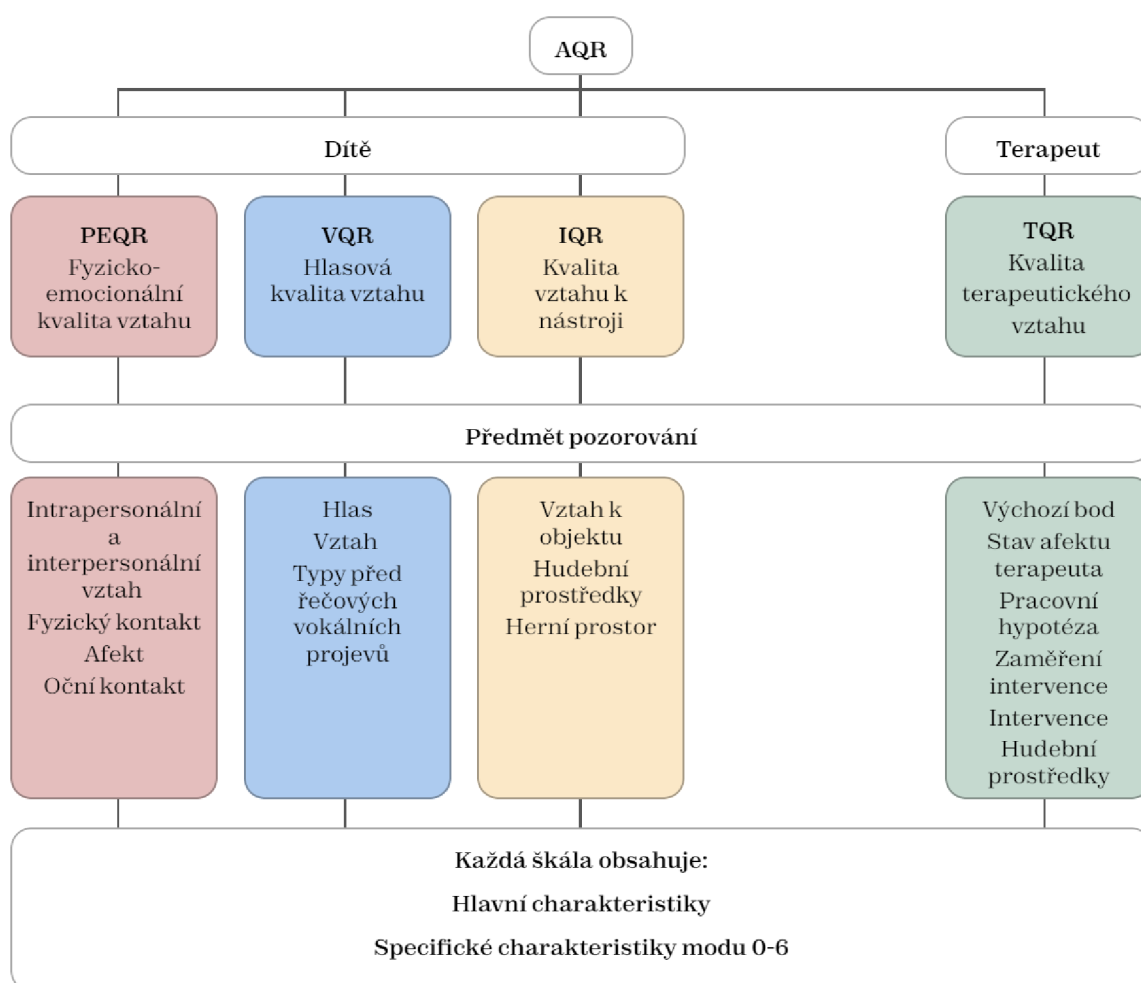 AQR
Dítě
Terapeut
PEQR
Fyzicko-
emocionální
kvalita vztahu
VQR
Hlasová
kvalita vztahu
IQR
Kvalita
vztahu k
nástroji
TQR
Kvalita
terapeutického
vztahu
Předmět pozorování
Intrapersonální
a
interpersonální
vztah
Fyzický kontakt
Afekt
Oční kontakt
Hlas
Vztah
Typy před
řečových
vokálních
projevů
Vztah k
objektu
Hudební
prostředky
Herní prostor
Výchozí bod
Stav afektu
terapeuta
Pracovní
hypotéza
Zaměření
intervence
Intervence
Hudební
prostředky
Každá škála obsahuje:
Hlavní charakteristiky
Specifické charakteristiky modu 0-6